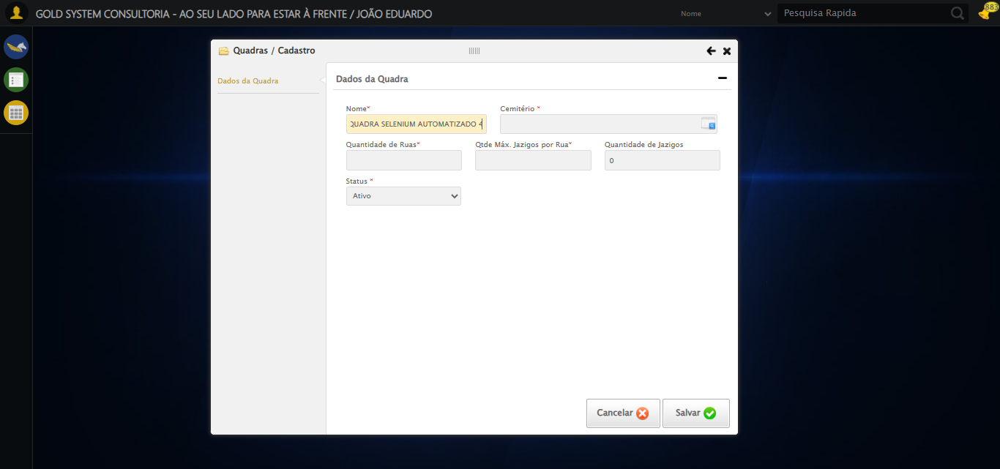 GOLD SYSTEM CONSULTORIA - AO SEU LADO PARA ESTAR À FRENTE / JOÃO EDUARDO
Nome
Pesquisa Rapida
883
Quadras / Cadastro
Dados da Quadra
Dados da Quadra
Nome*
Cemitério *
QUADRA SELENIUM AUTOMATIZADO 4
Quantidade de Ruas*
Qtde Máx. Jazigos por Rua*
Quantidade de Jazigos
0
Status *
Ativo
Cancelar
Salvar